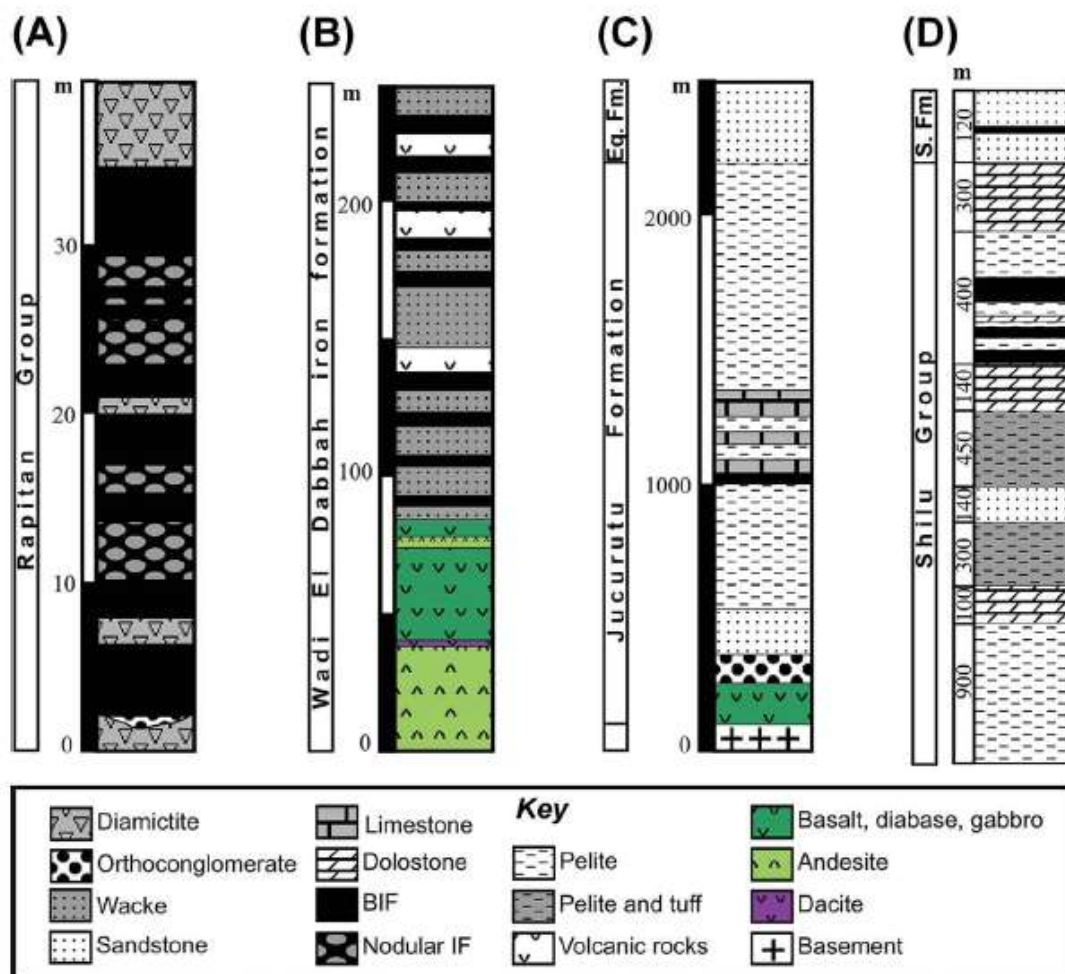 (A)
(B)
(C)
(D)
m
30
20
10
0
Rapitan Group
m
200
100
0
Wadi El Dabbah iron formation
m
2000
1000
0
Eq. Fm.
Jucurutu Formation
m
120
300
400
140
450
140
300
100
900
S. Fm
Shilu Group
Key
Diamictite
Orthoconglomerate
Wacke
Sandstone
Limestone
Dolostone
BIF
Nodular IF
Pelite
Pelite and tuff
Volcanic rocks
Basalt, diabase, gabbro
Andesite
Dacite
Basement